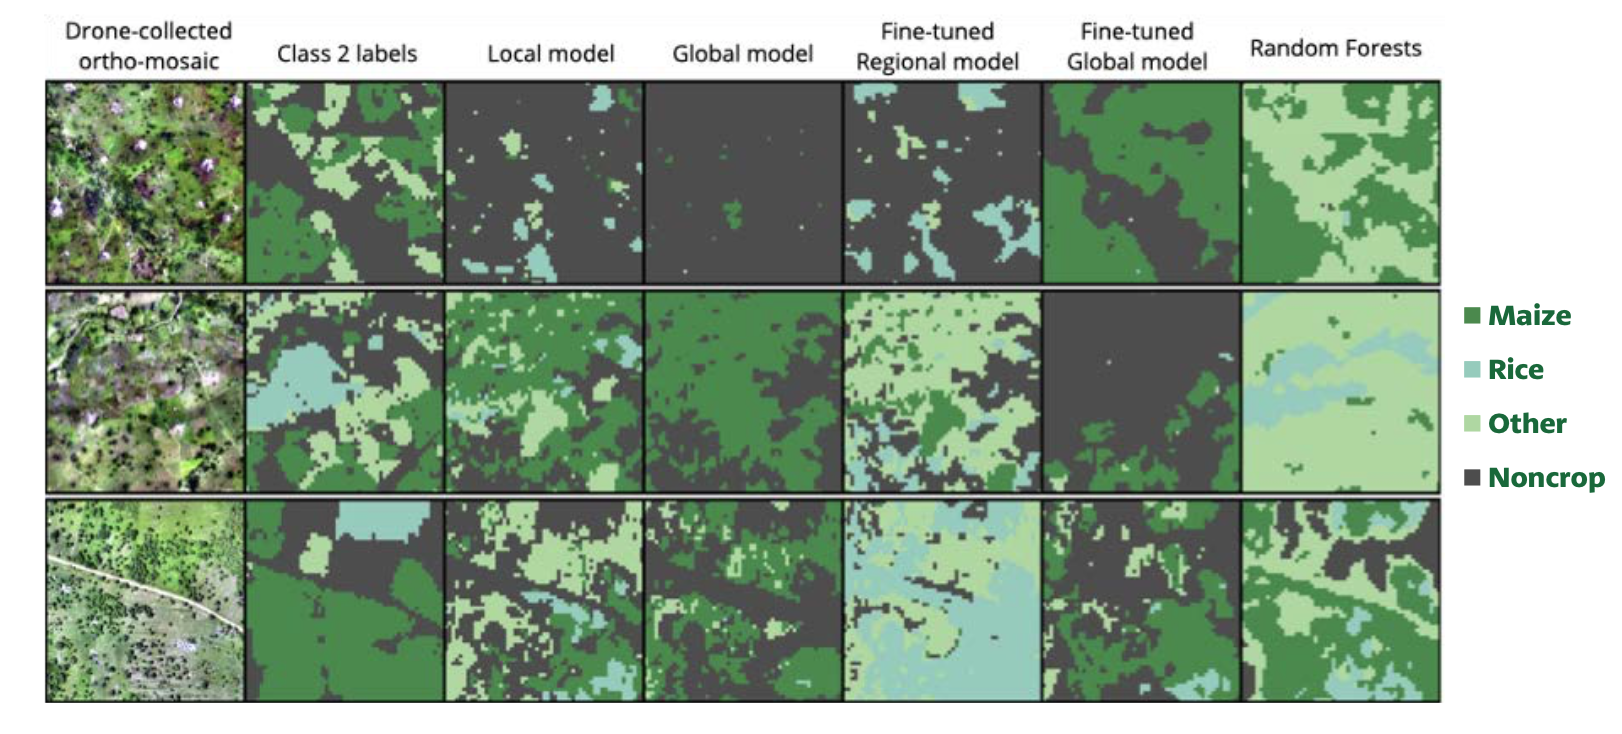 Drone-collected
ortho-mosaic
Class 2 labels
Local model
Global model
Fine-tuned
Regional model
Fine-tuned
Global model
Random Forests
Maize
Rice
Other
Noncrop